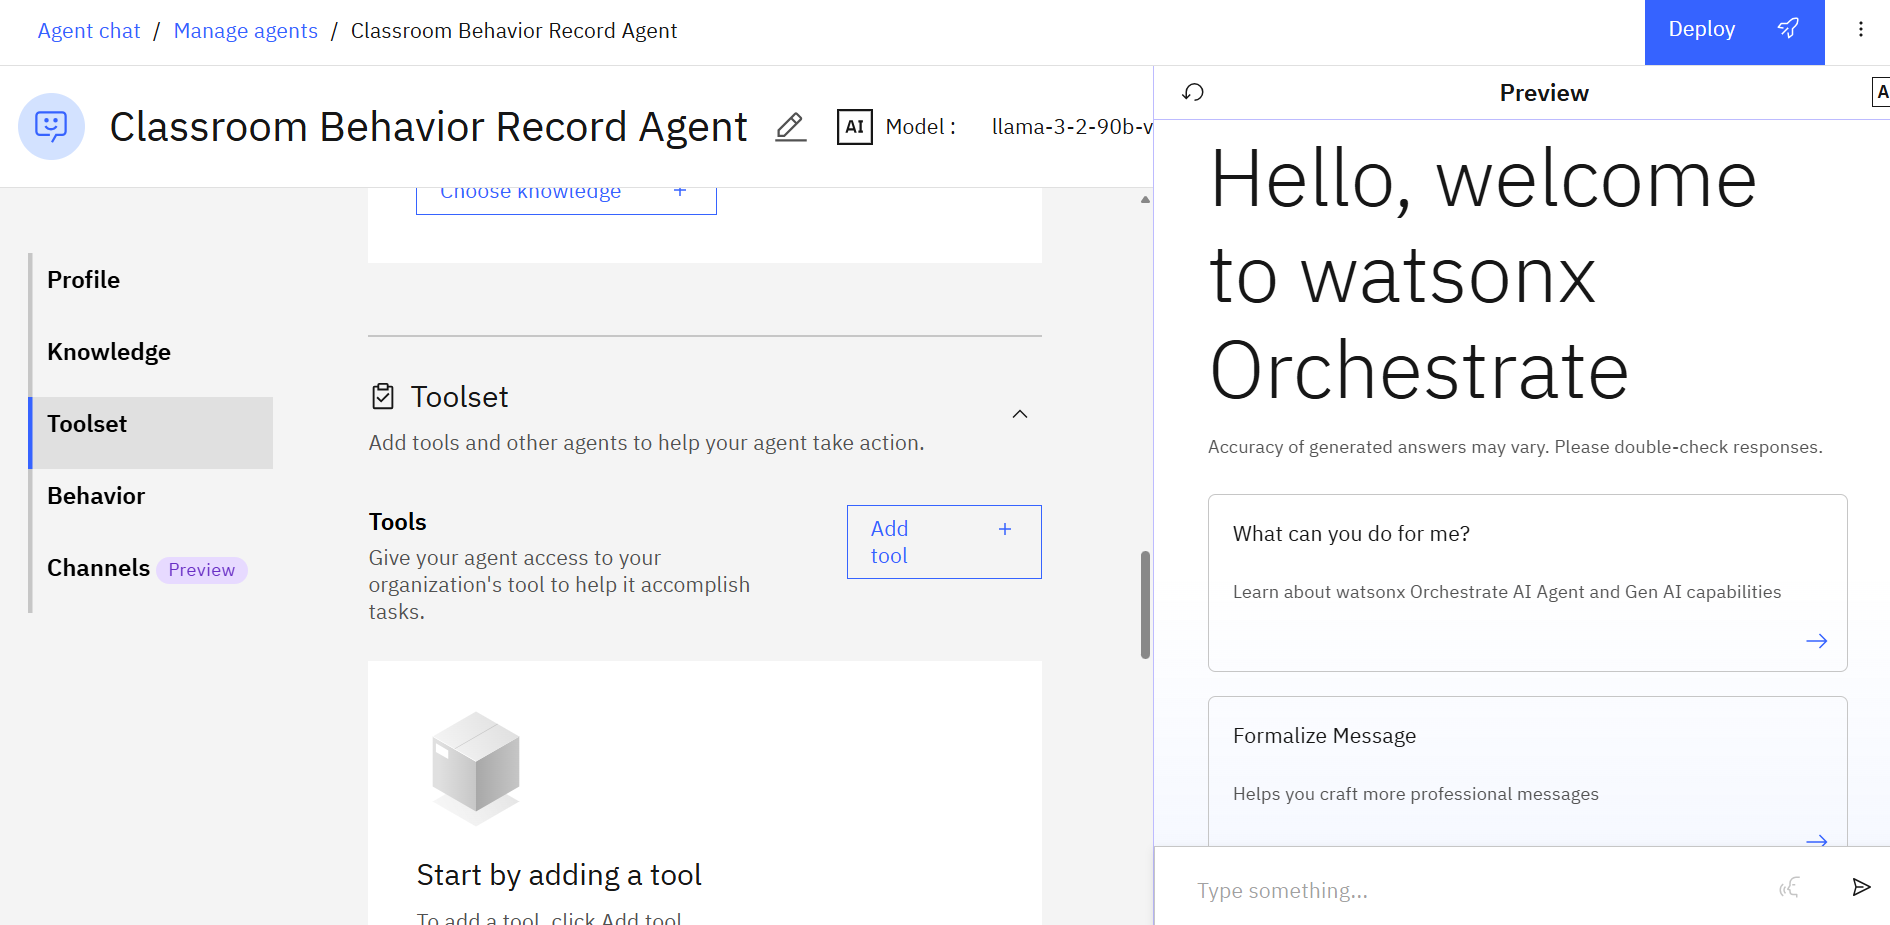 Agent chat / Manage agents / Classroom Behavior Record Agent
Deploy
Classroom Behavior Record Agent
AI Model : llama-3-2-90b-v
Preview
A
Choose knowledge +
Profile
Knowledge
Toolset
Behavior
Channels Preview
Toolset
Add tools and other agents to help your agent take action.
Tools
Give your agent access to your
organization's tool to help it accomplish
tasks.
Add +
tool
Start by adding a tool
To add a tool, click Add tool
Hello, welcome
to watsonx
Orchestrate
Accuracy of generated answers may vary. Please double-check responses.
What can you do for me?
Learn about watsonx Orchestrate AI Agent and Gen AI capabilities
Formalize Message
Helps you craft more professional messages
Type something...